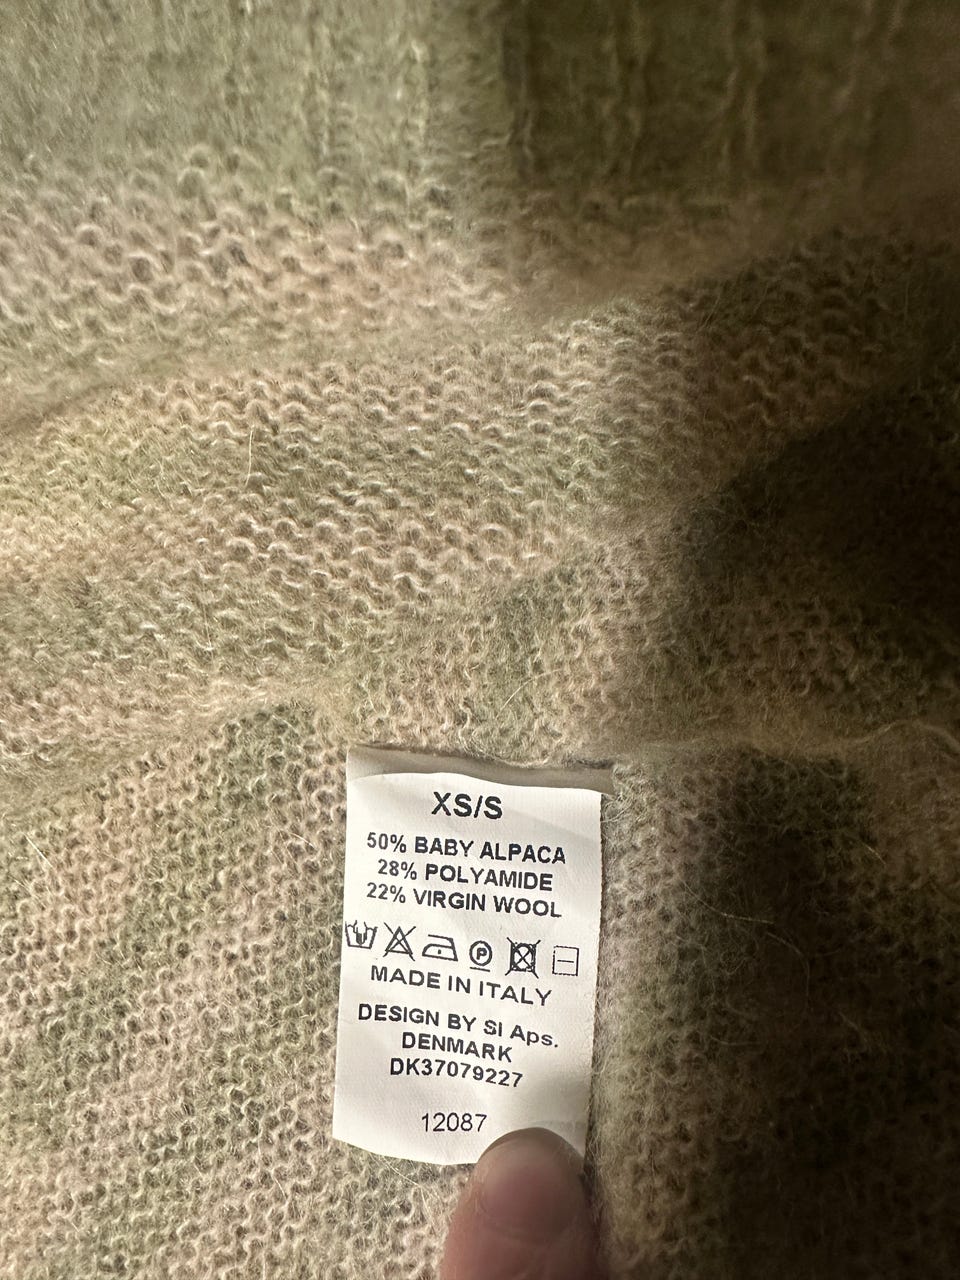 XS/S
50% BABY ALPACA
28% POLYAMIDE
22% VIRGIN WOOL
P
MADE IN ITALY
DESIGN BY SI Aps.
DENMARK
DK37079227
12087